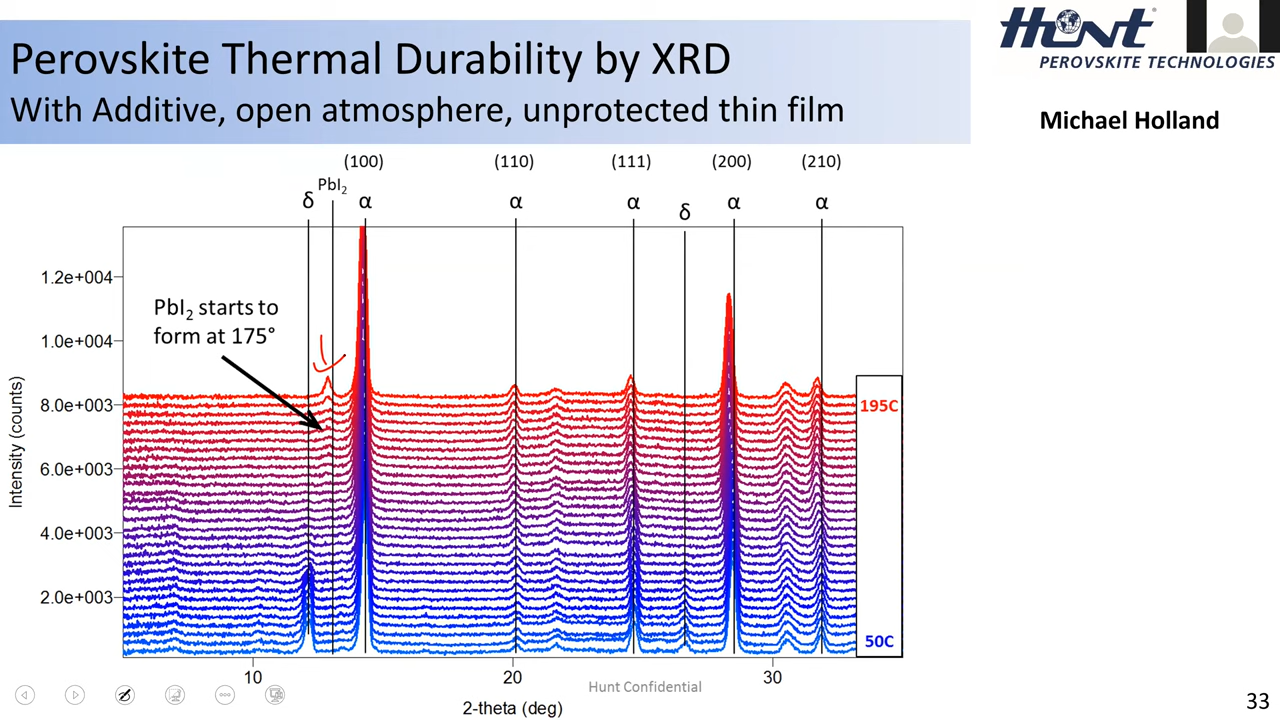 Perovskite Thermal Durability by XRD
With Additive, open atmosphere, unprotected thin film
Hunt
PEROVSKITE TECHNOLOGIES
Michael Holland
(100) (110) (111) (200) (210)
δ PbI₂ α α α δ α α
1.2e+004
1.0e+004
8.0e+003
6.0e+003
4.0e+003
2.0e+003
Intensity (counts)
PbI₂ starts to
form at 175°
195C
50C
10 20 30
2-theta (deg)
Hunt Confidential
33